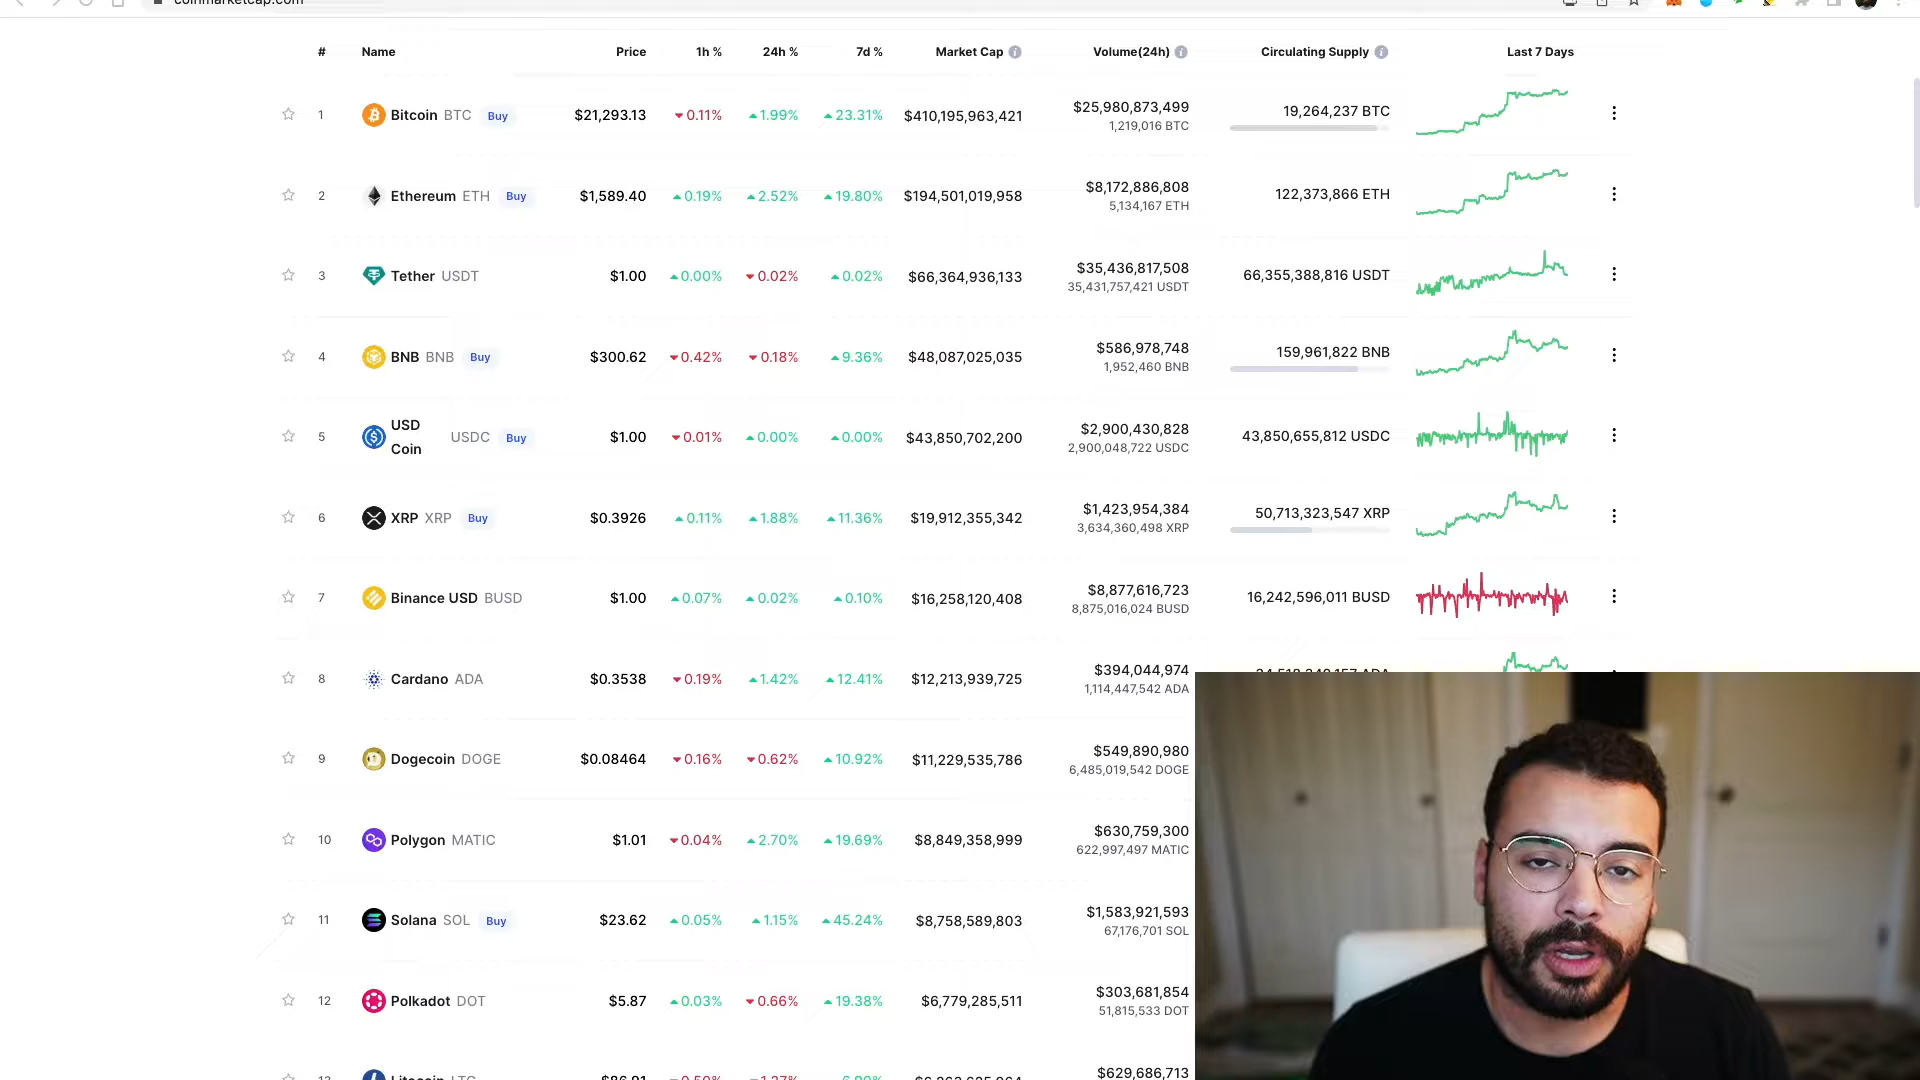 coinmarketcap.com
# Name Price 1h % 24h % 7d % Market Cap Volume(24h) Circulating Supply Last 7 Days
1 Bitcoin BTC Buy $21,293.13 0.11% 1.99% 23.31% $410,195,963,421 $25,980,873,499 19,264,237 BTC
1,219,016 BTC
2 Ethereum ETH Buy $1,589.40 0.19% 2.52% 19.80% $194,501,019,958 $8,172,886,808 122,373,866 ETH
5,134,167 ETH
3 Tether USDT $1.00 0.00% 0.02% 0.02% $66,364,936,133 $35,436,817,508 66,355,388,816 USDT
35,431,757,421 USDT
4 BNB BNB Buy $300.62 0.42% 0.18% 9.36% $48,087,025,035 $586,978,748 159,961,822 BNB
1,952,460 BNB
5 USD Coin USDC Buy $1.00 0.01% 0.00% 0.00% $43,850,702,200 $2,900,430,828 43,850,655,812 USDC
2,900,048,722 USDC
6 XRP XRP Buy $0.3926 0.11% 1.88% 11.36% $19,912,355,342 $1,423,954,384 50,713,323,547 XRP
3,634,360,498 XRP
7 Binance USD BUSD $1.00 0.07% 0.02% 0.10% $16,258,120,408 $8,877,616,723 16,242,596,011 BUSD
8,875,016,024 BUSD
8 Cardano ADA $0.3538 0.19% 1.42% 12.41% $12,213,939,725 $394,044,974
1,114,447,542 ADA
9 Dogecoin DOGE $0.08464 0.16% 0.62% 10.92% $11,229,535,786 $549,890,980
6,485,019,542 DOGE
10 Polygon MATIC $1.01 0.04% 2.70% 19.69% $8,849,358,999 $630,759,300
622,997,497 MATIC
11 Solana SOL Buy $23.62 0.05% 1.15% 45.24% $8,758,589,803 $1,583,921,593
67,176,701 SOL
12 Polkadot DOT $5.87 0.03% 0.66% 19.38% $6,779,285,511 $303,681,854
51,815,533 DOT
13 Litecoin LTC $629,686,713